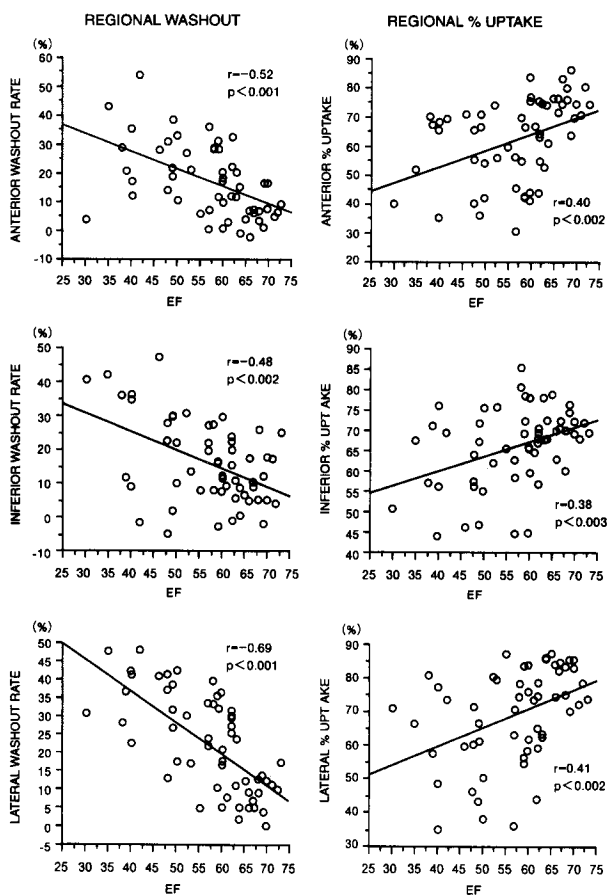 REGIONAL WASHOUT
REGIONAL % UPTAKE
(%)
ANTERIOR WASHOUT RATE
60
50
40
30
20
10
0
-10
r=-0.52
p<0.001
25 30 35 40 45 50 55 60 65 70 75
EF
(%)
ANTERIOR % UPTAKE
90
80
70
60
50
40
30
20
r=0.40
p<0.002
25 30 35 40 45 50 55 60 65 70 75
EF
(%)
INFERIOR WASHOUT RATE
50
40
30
20
10
0
-10
r=-0.48
p<0.002
25 30 35 40 45 50 55 60 65 70 75
EF
(%)
INFERIOR % UPT AKE
90
85
80
75
70
65
60
55
50
45
40
r=0.38
p<0.003
25 30 35 40 45 50 55 60 65 70 75
EF
(%)
LATERAL WASHOUT RATE
50
45
40
35
30
25
20
15
10
5
0
-5
r=-0.69
p<0.001
25 30 35 40 45 50 55 60 65 70 75
EF
(%)
LATERAL % UPT AKE
90
80
70
60
50
40
30
r=0.41
p<0.002
25 30 35 40 45 50 55 60 65 70 75
EF